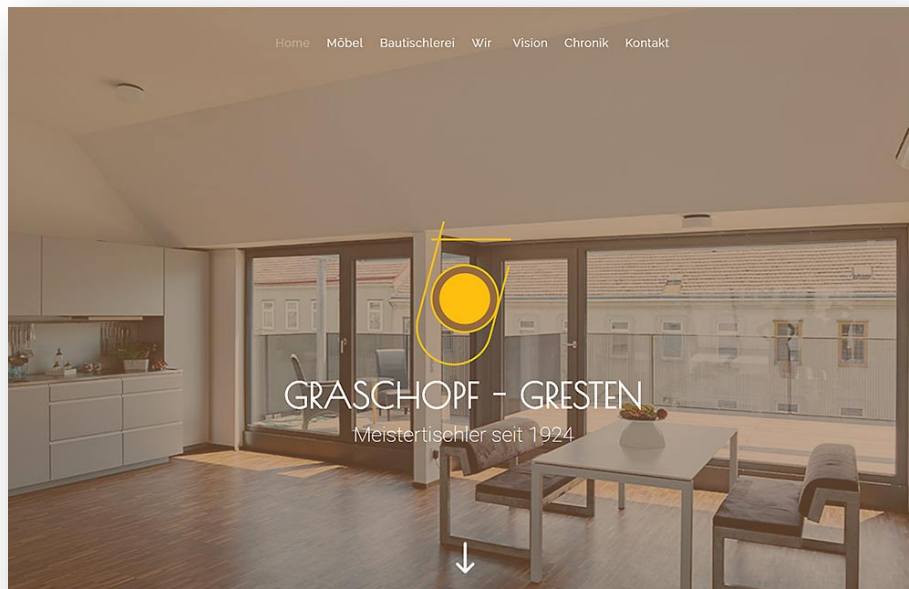 Home Möbel Bautischlerei Wir Vision Chronik Kontakt
GRASCHOPF - GRESTEN
Meistertischler seit 1924